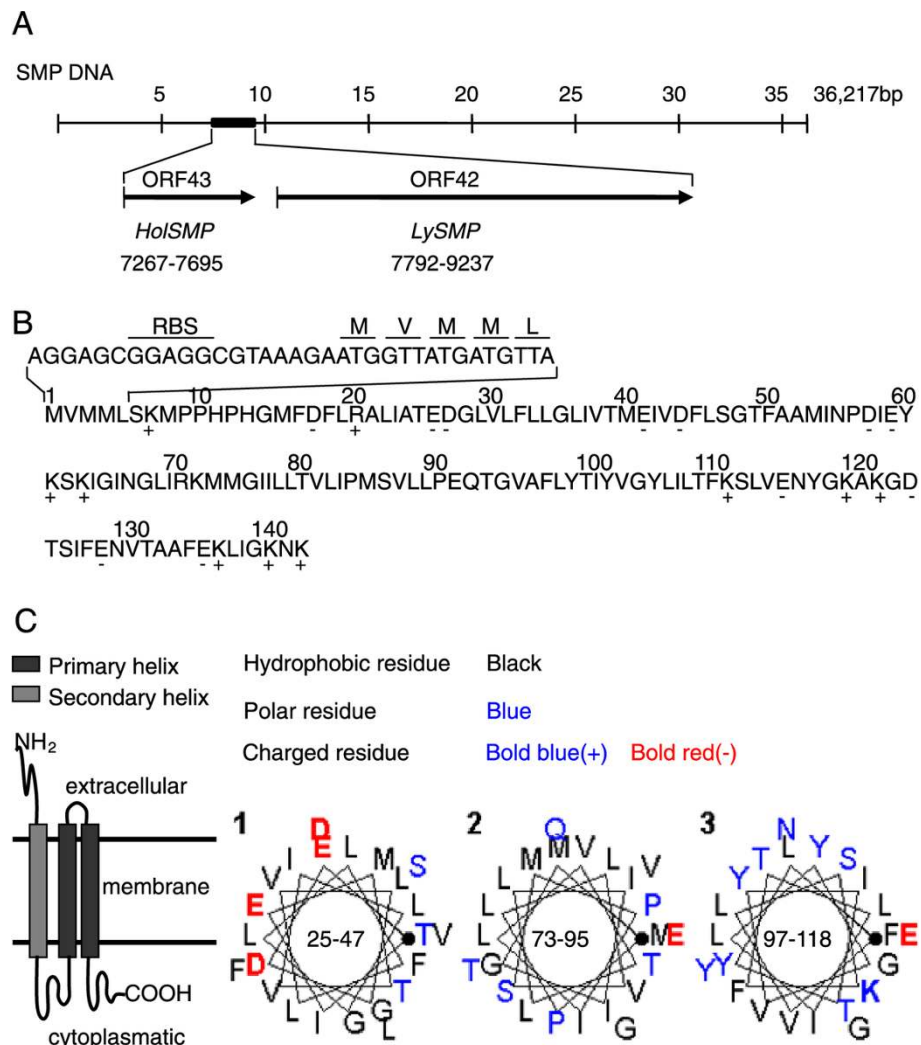 A
SMP DNA
5 10 15 20 25 30 35 36,217bp
ORF43 ORF42
HolSMP LySMP
7267-7695 7792-9237
B
RBS M V M M L
AGGAGCGGAGGCGTAAAGAATGGTTATGATGTTA
1 10 20 30 40 50 60
MVMMLSKMPPHPHGMFDFLRALIATEDGLVLFLLGLIVTMEIVDFLSGTFAAMINPDIEY
+ - + - - - - - -
70 80 90 100 110 120
KSKIGINGLIRKMMGIILLTVLIPMSVLLPEQTGVAFLYTIYVGYLILTFKSLVENYGKAKGD
+ + + - + + -
130 140
TSIFENVTAAFEKLIGKNK
- - + + +
C
Primary helix Hydrophobic residue Black
Secondary helix Polar residue Blue
Charged residue Bold blue(+) Bold red(-)
NH2
extracellular
membrane
COOH
cytoplasmatic
1 2 3
D Q N
E L M V L
V I M S L M I V Y T Y S I
L L P
E L L L L L
L T V L M E L F E
F D F T G T Y Y G
V T S V F K
L I G G L L P I I G V V I T G
25-47 73-95 97-118